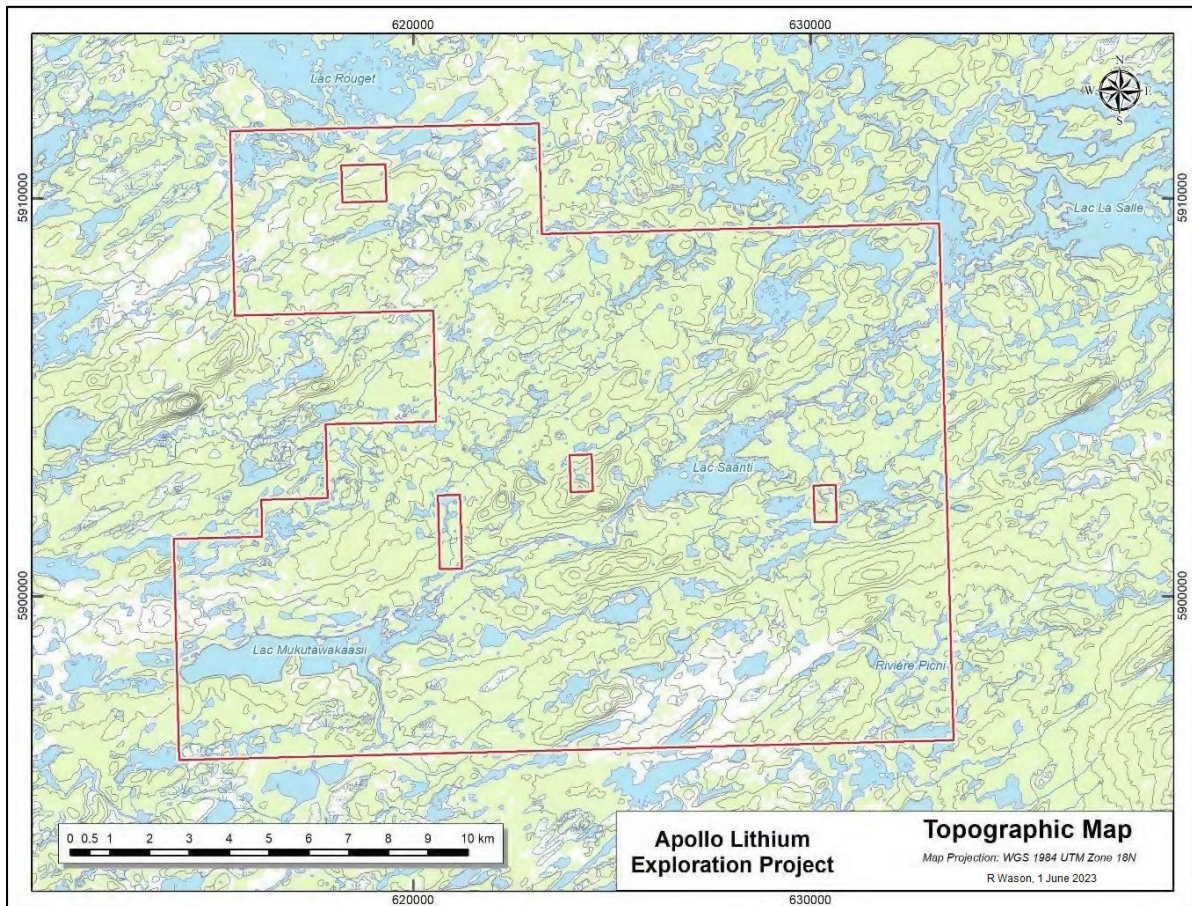 620000
630000
Lac Rouget
N
W
E
S
5910000
5910000
Lac La Salle
Lac Saanti
5900000
5900000
Lac Mukutawakaasii
Rivière Pichi
0 0.5 1 2 3 4 5 6 7 8 9 10 km
Apollo Lithium
Exploration Project
Topographic Map
Map Projection: WGS 1984 UTM Zone 18N
R Wason, 1 June 2023
620000
630000